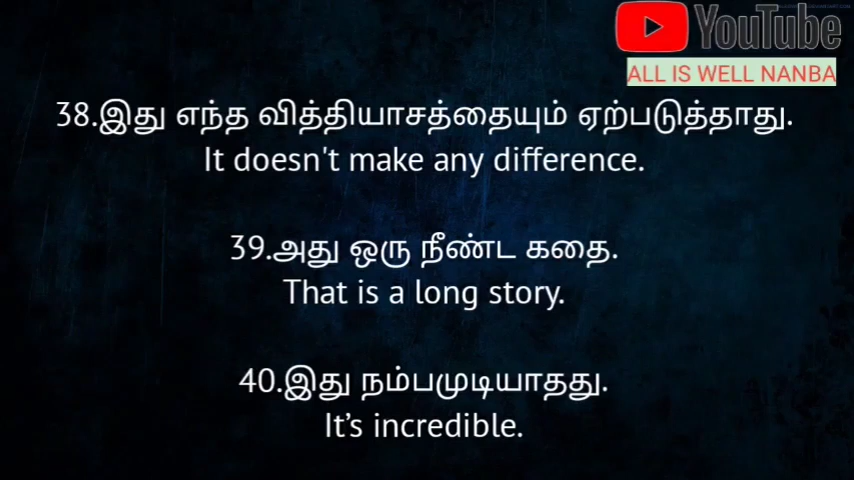 YouTube
ALL IS WELL NANBA
38.இது எந்த வித்தியாசத்தையும் ஏற்படுத்தாது.
It doesn't make any difference.
39.அது ஒரு நீண்ட கதை.
That is a long story.
40.இது நம்பமுடியாதது.
It’s incredible.